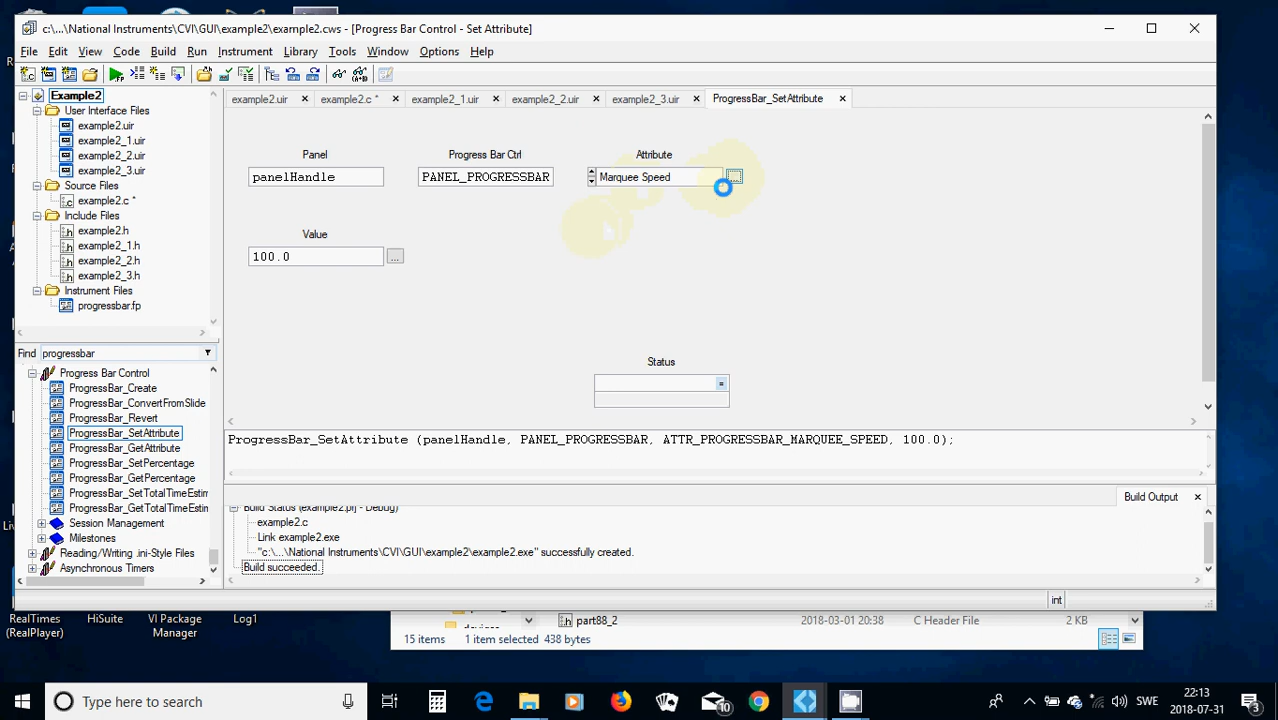 c:\...\National Instruments\CVI\GUI\example2\example2.cws - [Progress Bar Control - Set Attribute]
File Edit View Code Build Run Instrument Library Tools Window Options Help
Example2
User Interface Files
example2.uir
example2_1.uir
example2_2.uir
example2_3.uir
Source Files
example2.c *
Include Files
example2.h
example2_1.h
example2_2.h
example2_3.h
Instrument Files
progressbar.fp
Find progressbar
Progress Bar Control
ProgressBar_Create
ProgressBar_ConvertFromSlide
ProgressBar_Revert
ProgressBar_SetAttribute
ProgressBar_GetAttribute
ProgressBar_SetPercentage
ProgressBar_GetPercentage
ProgressBar_SetTotalTimeEstim
ProgressBar_GetTotalTimeEstim
Session Management
Milestones
Reading/Writing .ini-Style Files
Asynchronous Timers
example2.uir example2.c * example2_1.uir example2_2.uir example2_3.uir ProgressBar_SetAttribute
Panel Progress Bar Ctrl Attribute
panelHandle PANEL_PROGRESSBAR Marquee Speed ...
Value
100.0 ...
Status
ProgressBar_SetAttribute (panelHandle, PANEL_PROGRESSBAR, ATTR_PROGRESSBAR_MARQUEE_SPEED, 100.0);
Build Output
Build Status (example2.prj - Debug)
example2.c
Link example2.exe
"c:\...\National Instruments\CVI\GUI\example2\example2.exe" successfully created.
Build succeeded.
int
RealTimes (RealPlayer)
HiSuite
VI Package Manager
Log1
part88_2 2018-03-01 20:38 C Header File 2 KB
15 items 1 item selected 438 bytes
Type here to search
10
SWE
22:13
2018-07-31
3